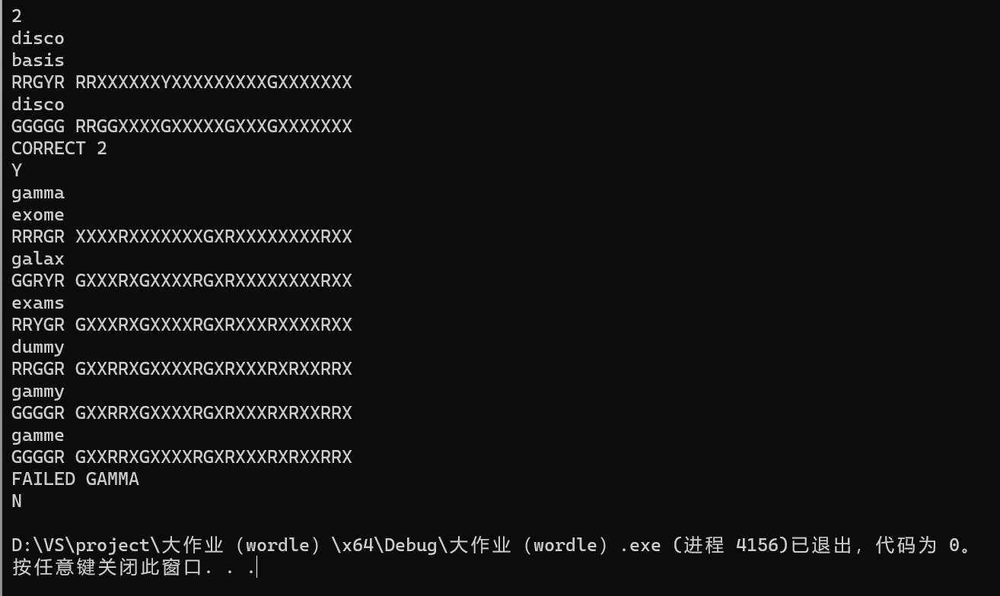 2
disco
basis
RRGYR RRXXXXXXYXXXXXXXXXGXXXXXXX
disco
GGGGG RRGGXXXXGXXXXXGXXXGXXXXXXX
CORRECT 2
Y
gamma
exome
RRRGR XXXXRXXXXXXXGXRXXXXXXXXRXX
galax
GGRYR GXXXRXGXXXXRGXRXXXXXXXXRXX
exams
RRYGR GXXXRXGXXXXRGXRXXXRXXXXRXX
dummy
RRGGR GXXRRXGXXXXRGXRXXXRXRXXRRX
gammy
GGGGR GXXRRXGXXXXRGXRXXXRXRXXRRX
gamme
GGGGR GXXRRXGXXXXRGXRXXXRXRXXRRX
FAILED GAMMA
N
D:\VS\project\大作业（wordle）\x64\Debug\大作业（wordle）.exe (进程 4156)已退出，代码为 0。
按任意键关闭此窗口. . .